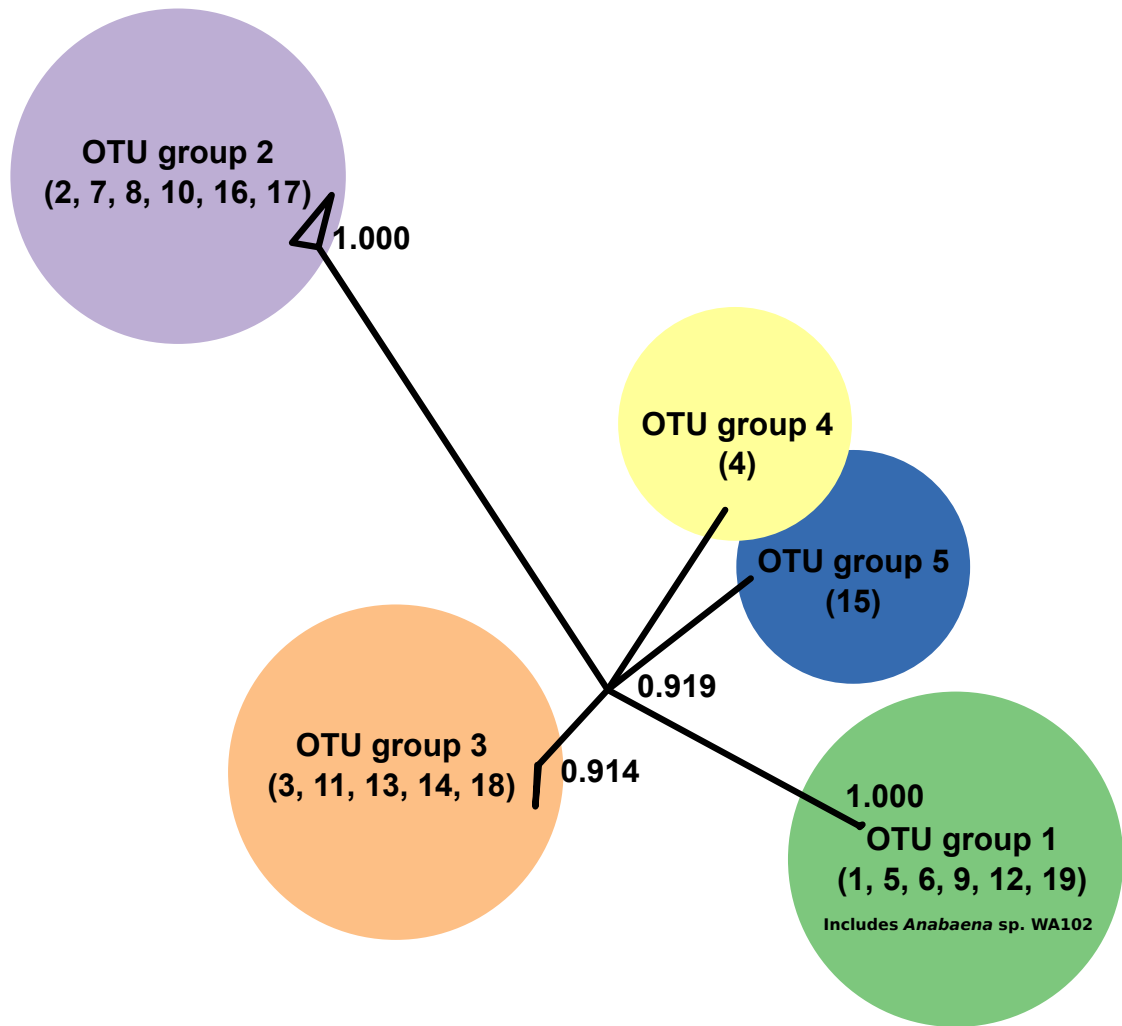 OTU group 2
(2, 7, 8, 10, 16, 17)
1.000
OTU group 4
(4)
OTU group 5
(15)
0.919
OTU group 3
(3, 11, 13, 14, 18)
0.914
1.000
OTU group 1
(1, 5, 6, 9, 12, 19)
Includes Anabaena sp. WA102